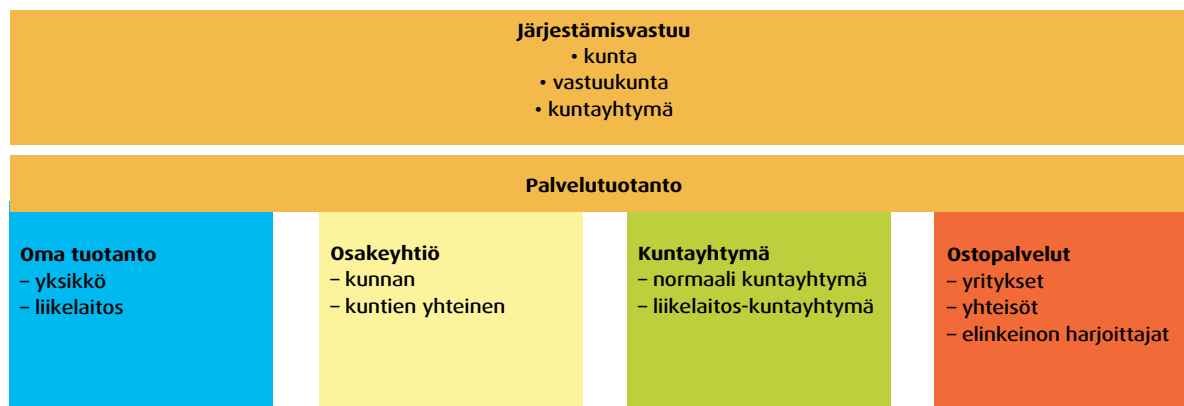 Järjestämisvastuu
• kunta
• vastuukunta
• kuntayhtymä
Palvelutuotanto
Oma tuotanto
– yksikkö
– liikelaitos
Osakeyhtiö
– kunnan
– kuntien yhteinen
Kuntayhtymä
– normaali kuntayhtymä
– liikelaitos-kuntayhtymä
Ostopalvelut
– yritykset
– yhteisöt
– elinkeinon harjoittajat